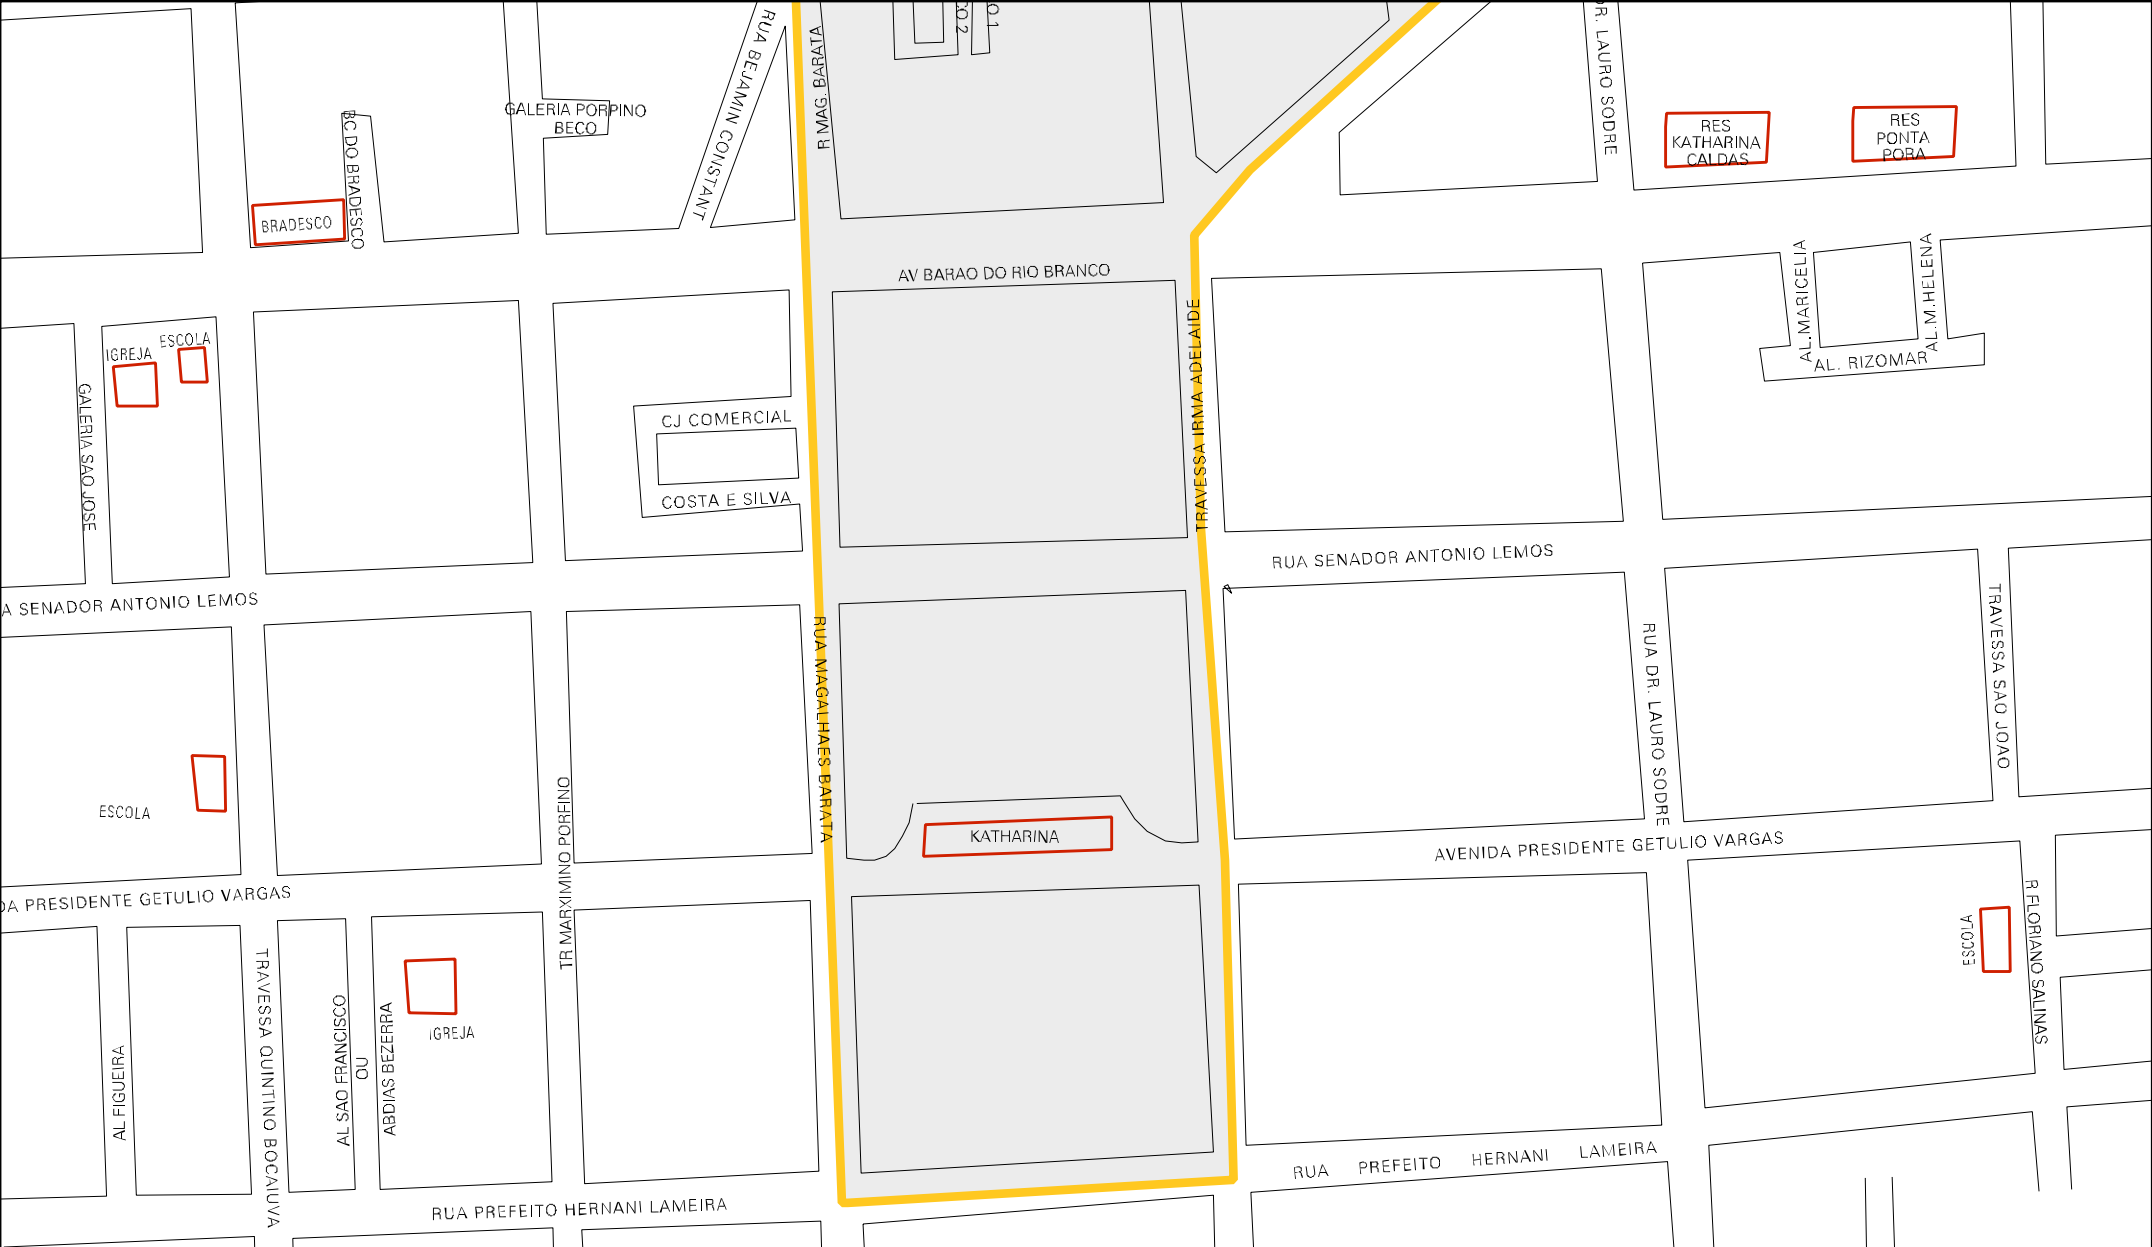 RUA BEJAMIN CONSTANT
R MAG. BARATA
O 2
O 1
DR. LAURO SODRE
GALERIA PORPINO
BECO
BC DO BRADESCO
BRADESCO
RES
KATHARINA
CALDAS
RES
PONTA
PORA
AV BARAO DO RIO BRANCO
TRAVESSA IRMA ADELAIDE
AL.MARICELIA
AL.M.HELENA
AL. RIZOMAR
IGREJA
ESCOLA
GALERIA SAO JOSE
CJ COMERCIAL
COSTA E SILVA
A SENADOR ANTONIO LEMOS
RUA SENADOR ANTONIO LEMOS
RUA MAGALHAES BARATA
RUA DR. LAURO SODRE
TRAVESSA SAO JOAO
ESCOLA
TR MARXIMINO PORFINO
KATHARINA
AVENIDA PRESIDENTE GETULIO VARGAS
DA PRESIDENTE GETULIO VARGAS
TRAVESSA QUINTINO BOCAIUVA
AL FIGUEIRA
AL SAO FRANCISCO
OU
ABDIAS BEZERRA
IGREJA
ESCOLA
R FLORIANO SALINAS
RUA PREFEITO HERNANI LAMEIRA
RUA PREFEITO HERNANI LAMEIRA